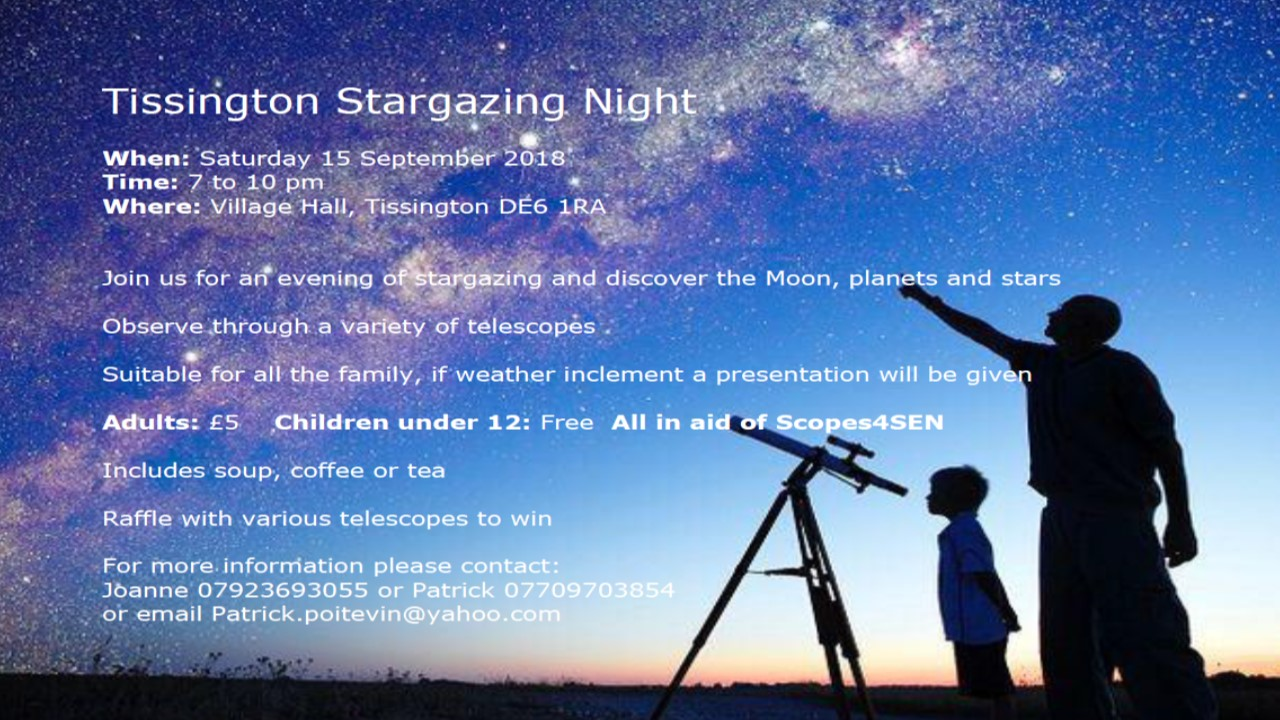 Tissington Stargazing Night
When: Saturday 15 September 2018
Time: 7 to 10 pm
Where: Village Hall, Tissington DE6 1RA
Join us for an evening of stargazing and discover the Moon, planets and stars
Observe through a variety of telescopes
Suitable for all the family, if weather inclement a presentation will be given
Adults: £5 Children under 12: Free All in aid of Scopes4SEN
Includes soup, coffee or tea
Raffle with various telescopes to win
For more information please contact:
Joanne 07923693055 or Patrick 07709703854
or email Patrick.poitevin@yahoo.com